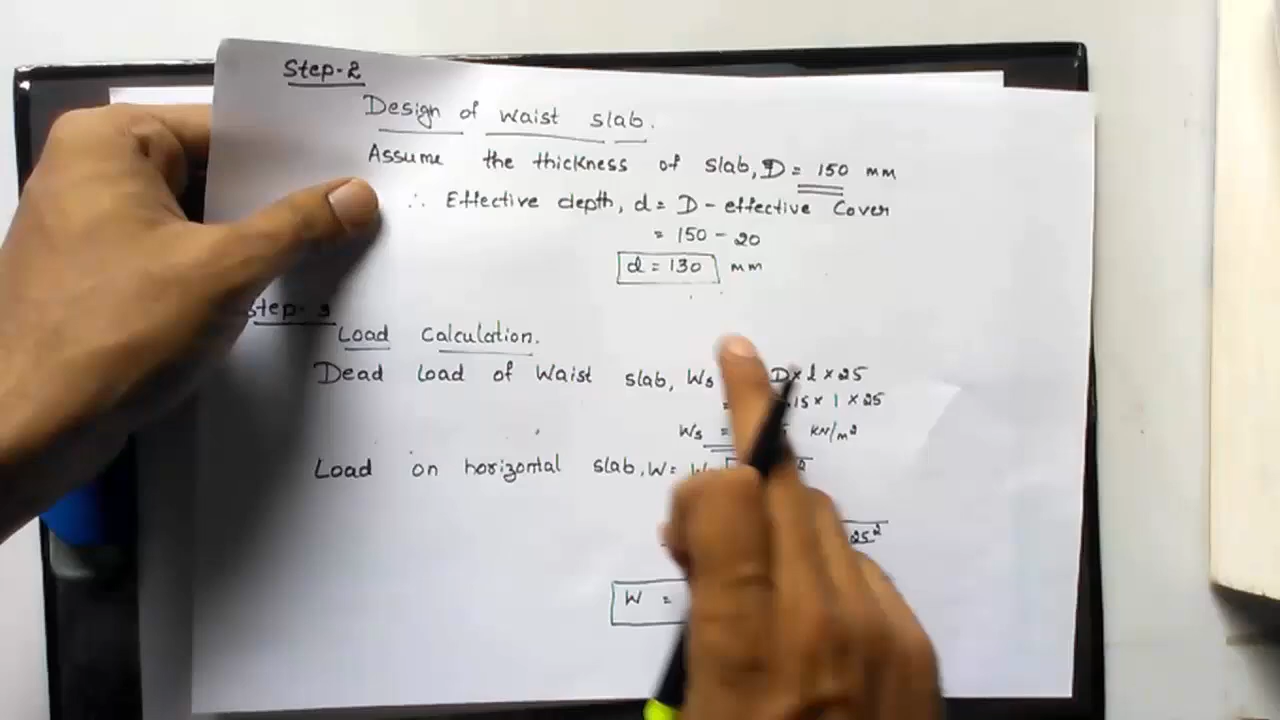 Step-2
Design of waist slab.
Assume the thickness of slab, D = 150 mm
∴ Effective depth, d = D - effective Cover
= 150 - 20
d = 130 mm
Step-3
Load Calculation.
Dead load of Waist slab, Ws D × 1 × 25
15 × 1 × 25
Ws = KN/m²
Load on horizontal slab, W = W
25²
W =